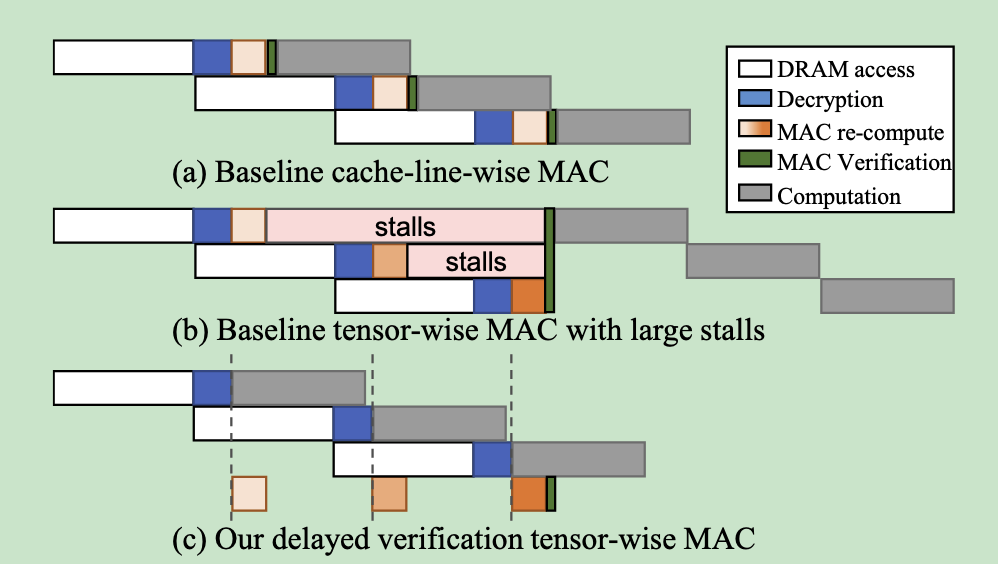 DRAM access
Decryption
MAC re-compute
MAC Verification
Computation
(a) Baseline cache-line-wise MAC
stalls
stalls
(b) Baseline tensor-wise MAC with large stalls
(c) Our delayed verification tensor-wise MAC